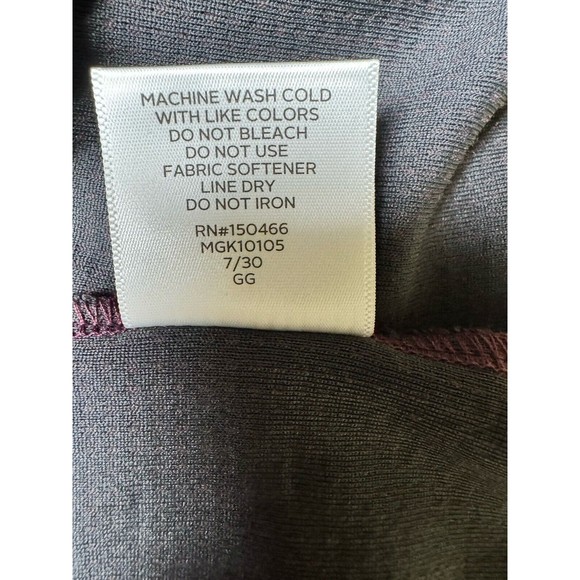 MACHINE WASH COLD
WITH LIKE COLORS
DO NOT BLEACH
DO NOT USE
FABRIC SOFTENER
LINE DRY
DO NOT IRON
RN#150466
MGK10105
7/30
GG